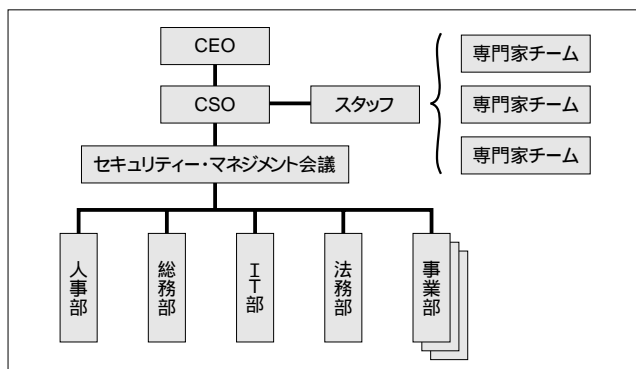 CEO
CSO
スタッフ
専門家チーム
専門家チーム
専門家チーム
セキュリティー・マネジメント会議
人事部
総務部
IT部
法務部
事業部